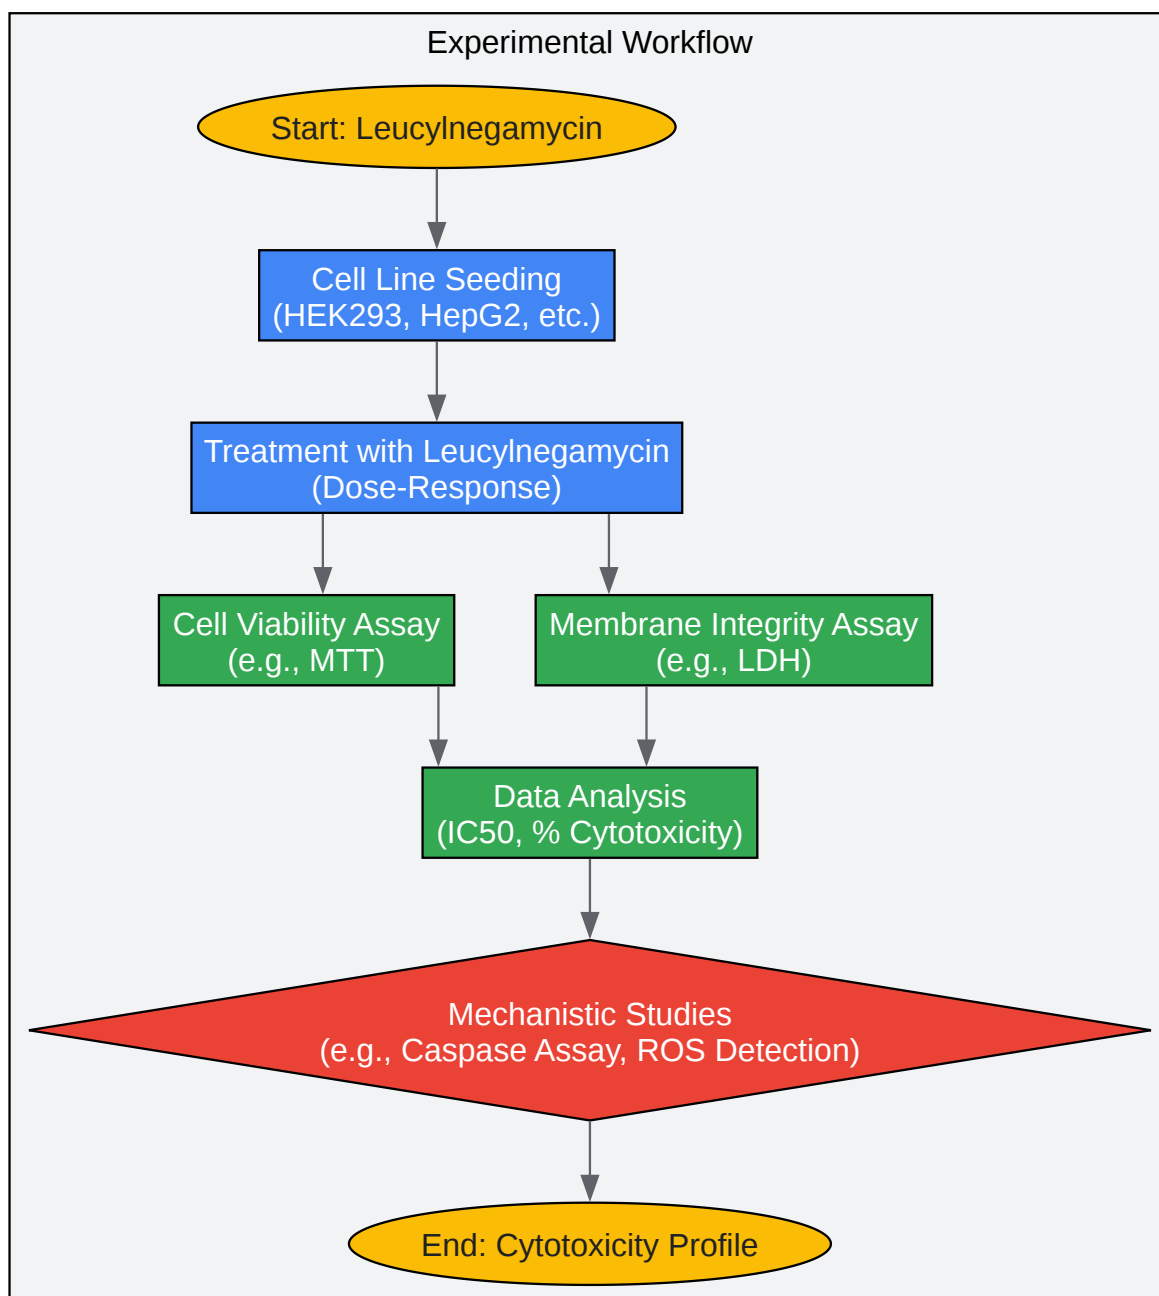 Experimental Workflow
Start: Leucylnegamycin
Cell Line Seeding
(HEK293, HepG2, etc.)
Treatment with Leucylnegamycin
(Dose-Response)
Cell Viability Assay
(e.g., MTT)
Membrane Integrity Assay
(e.g., LDH)
Data Analysis
(IC50, % Cytotoxicity)
Mechanistic Studies
(e.g., Caspase Assay, ROS Detection)
End: Cytotoxicity Profile